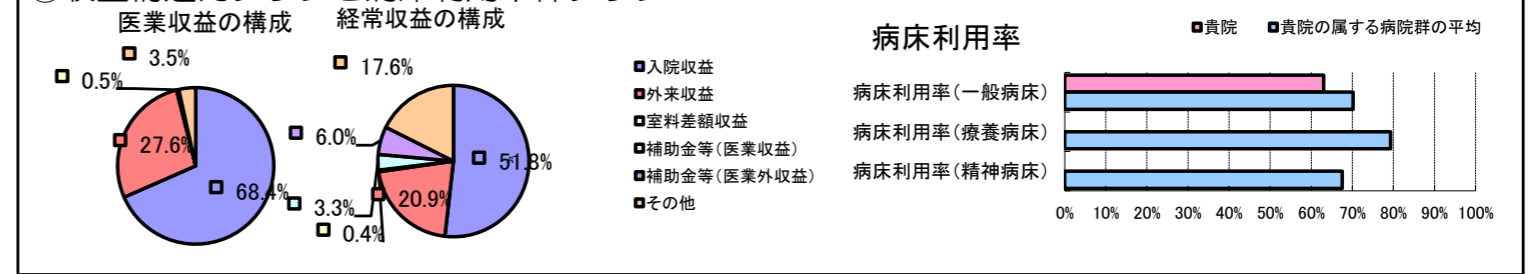 医業収益の構成
3.5%
0.5%
27.6%
68.4%
経常収益の構成
17.6%
6.0%
3.3%
0.4%
20.9%
51.8%
入院収益
外来収益
室料差額収益
補助金等(医業収益)
補助金等(医業外収益)
その他
病床利用率
貴院 貴院の属する病院群の平均
病床利用率(一般病床)
病床利用率(療養病床)
病床利用率(精神病床)
0% 10% 20% 30% 40% 50% 60% 70% 80% 90% 100%